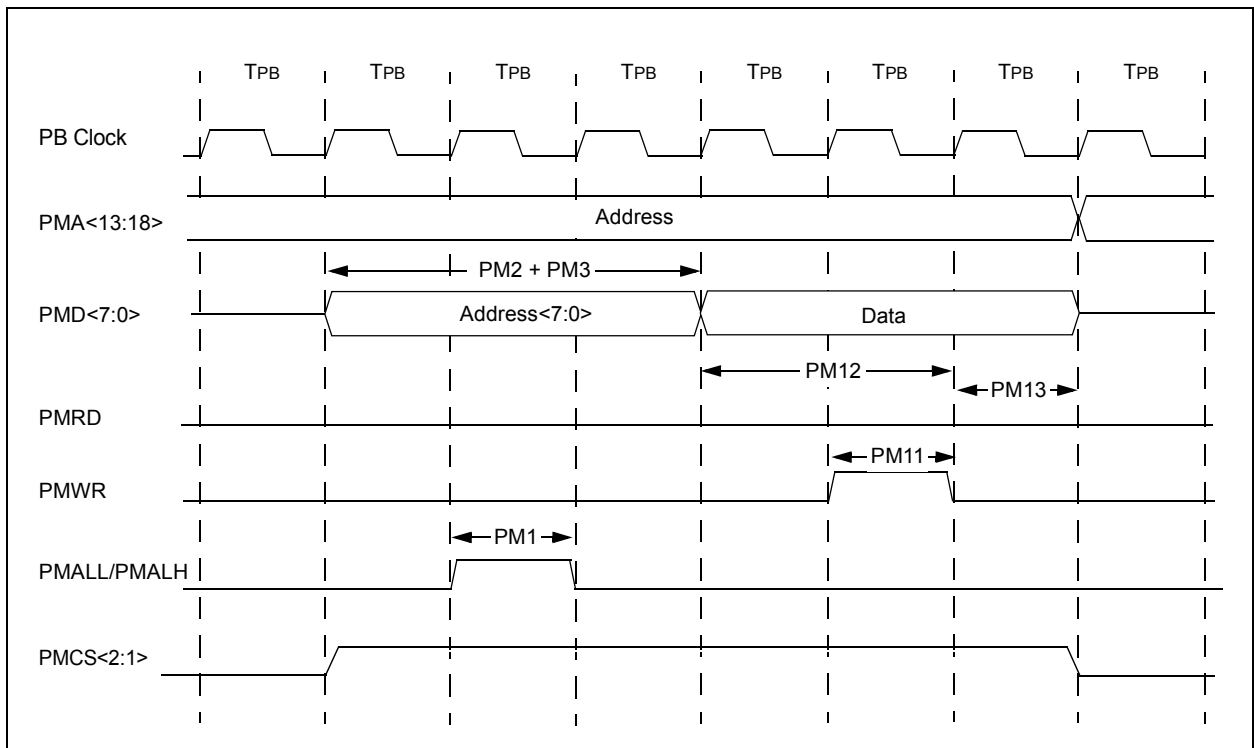 TPB TPB TPB TPB TPB TPB TPB TPB
PB Clock
PMA<13:18> Address
PM2 + PM3
PMD<7:0> Address<7:0> Data
PM12
PM13
PMRD
PM11
PMWR
PM1
PMALL/PMALH
PMCS<2:1>